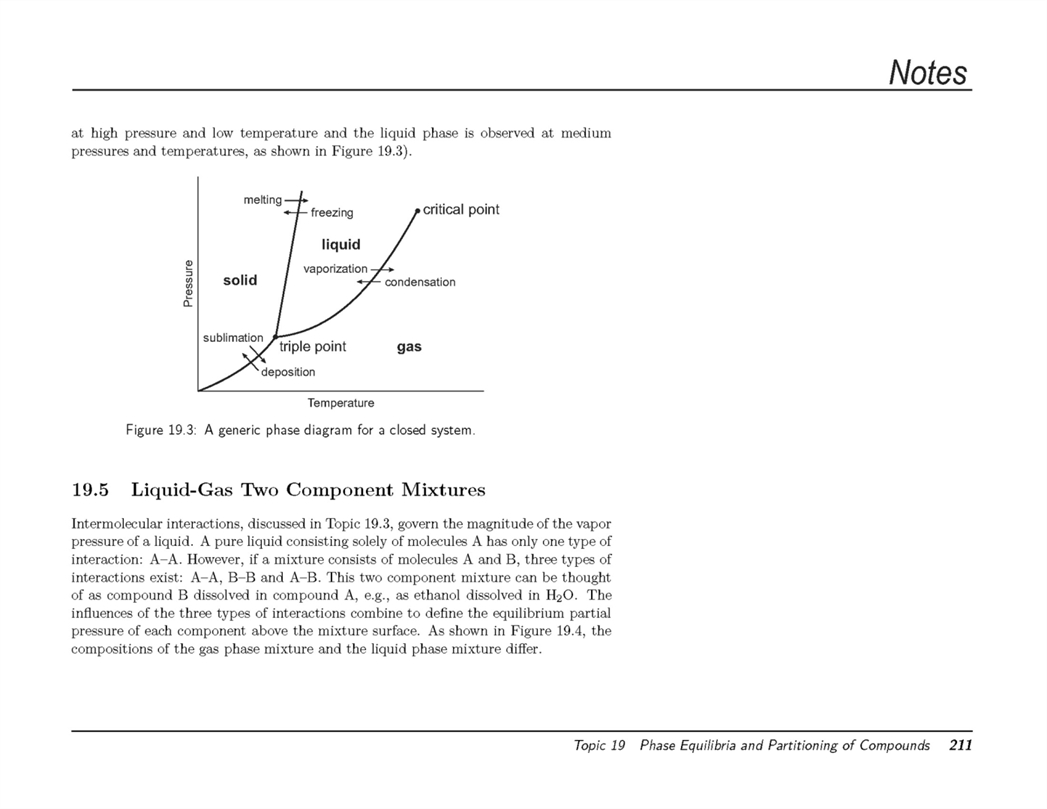 Notes
at high pressure and low temperature and the liquid phase is observed at medium
pressures and temperatures, as shown in Figure 19.3).
melting
freezing
critical point
liquid
vaporization
condensation
solid
Pressure
sublimation
triple point
gas
deposition
Temperature
Figure 19.3: A generic phase diagram for a closed system.
19.5 Liquid-Gas Two Component Mixtures
Intermolecular interactions, discussed in Topic 19.3, govern the magnitude of the vapor
pressure of a liquid. A pure liquid consisting solely of molecules A has only one type of
interaction: A–A. However, if a mixture consists of molecules A and B, three types of
interactions exist: A–A, B–B and A–B. This two component mixture can be thought
of as compound B dissolved in compound A, e.g., as ethanol dissolved in H₂O. The
influences of the three types of interactions combine to define the equilibrium partial
pressure of each component above the mixture surface. As shown in Figure 19.4, the
compositions of the gas phase mixture and the liquid phase mixture differ.
Topic 19 Phase Equilibria and Partitioning of Compounds 211